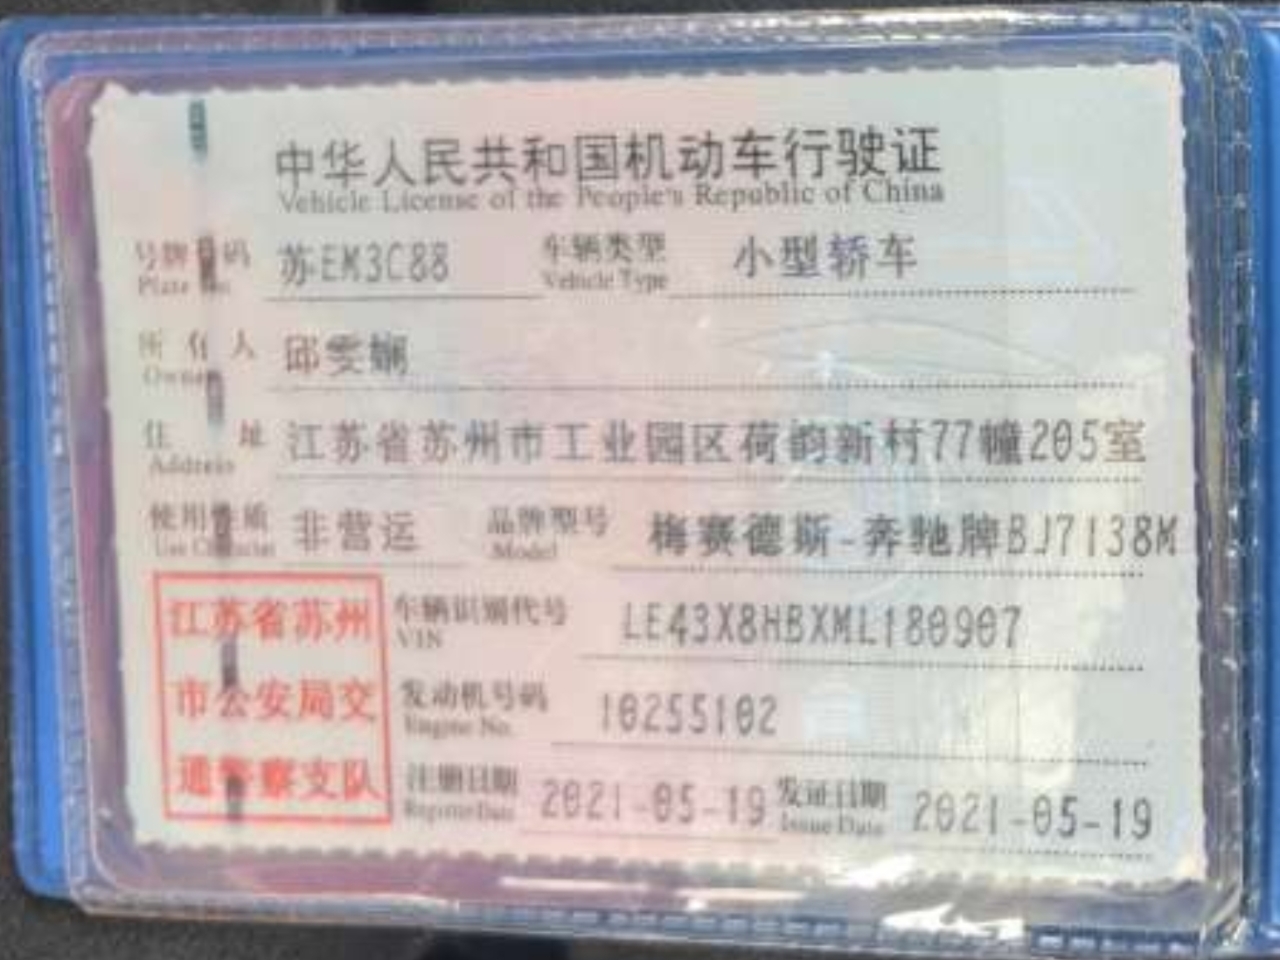 中华人民共和国机动车行驶证
Vehicle License of the People's Republic of China
号牌号码 苏EM3C88 车辆类型 小型轿车
Plate No. Vehicle Type
所有人 邱雯娴
Owner
住址 江苏省苏州市工业园区荷韵新村77幢205室
Address
使用性质 非营运 品牌型号 梅赛德斯-奔驰牌BJ7138M
Use Character Model
江苏省苏州 车辆识别代号 LE43X8HBXML180907
VIN
市公安局交 发动机号码 10255102
Engine No.
通警察支队 注册日期 2021-05-19 发证日期 2021-05-19
Register Date Issue Date